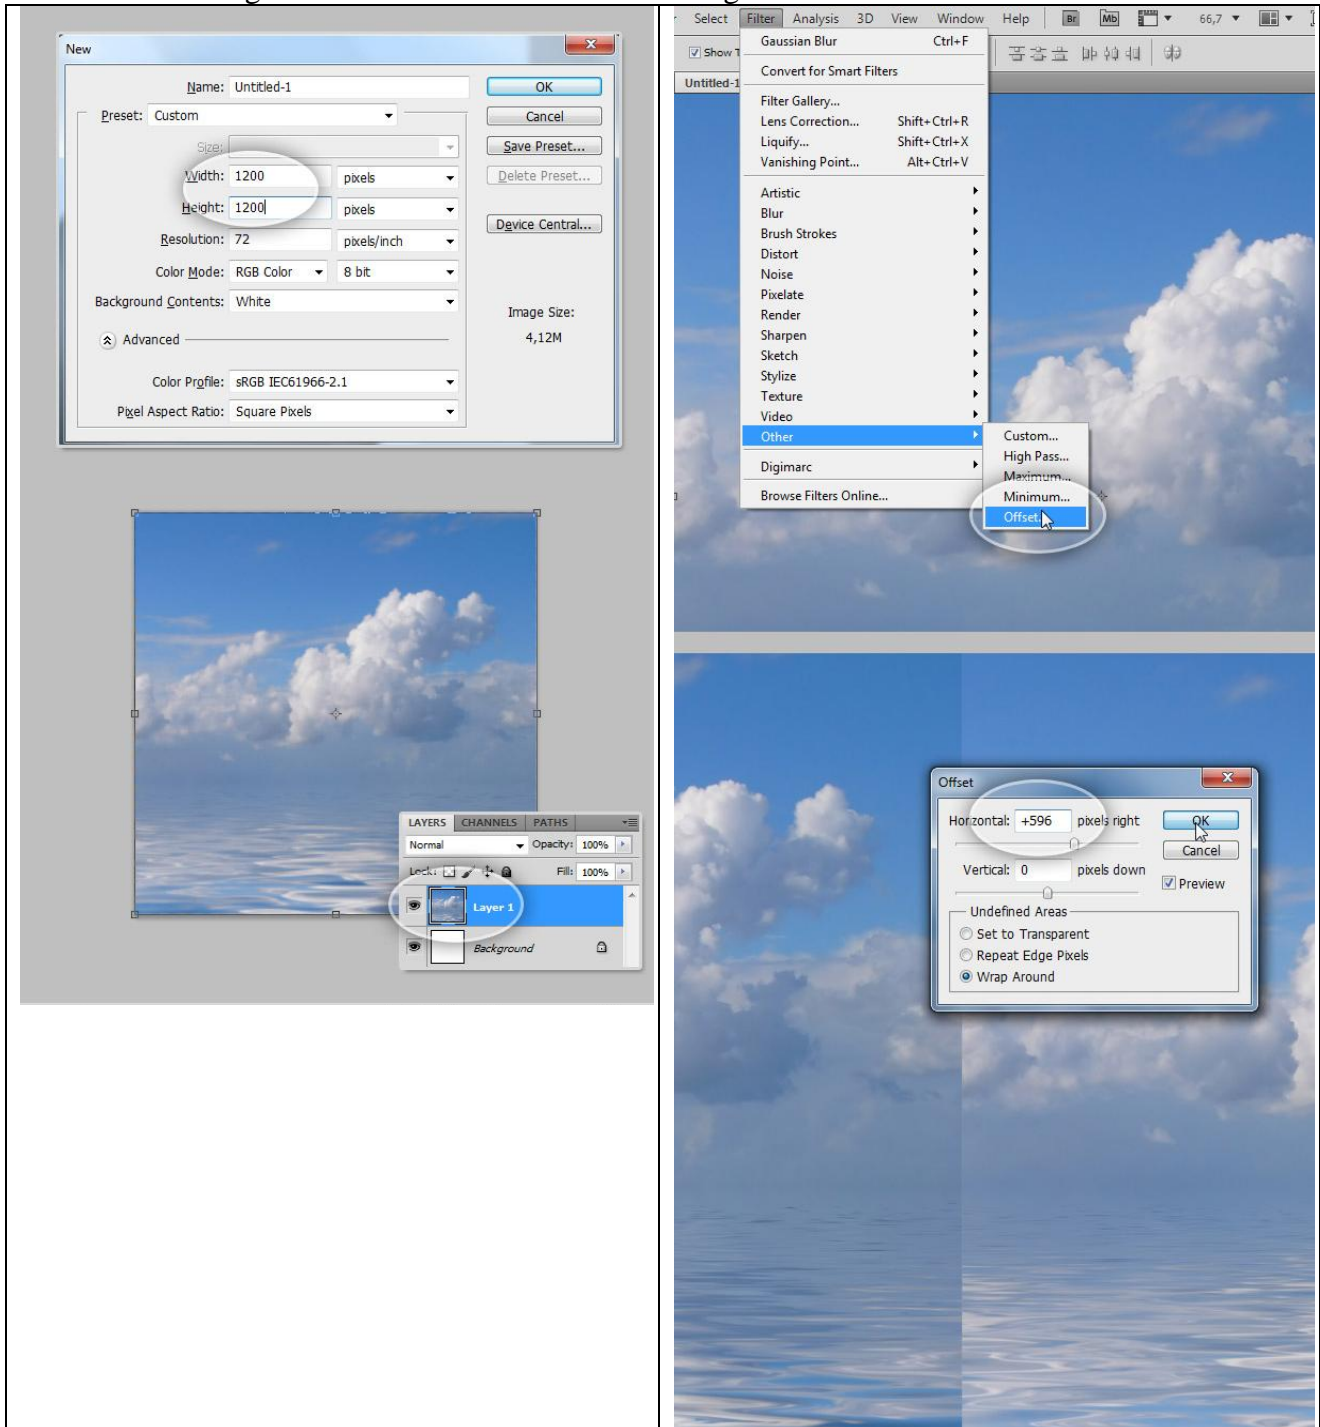 New
Name: Untitled-1
OK
Preset: Custom
Cancel
Size:
Save Preset...
Width: 1200 pixels
Delete Preset...
Height: 1200 pixels
Device Central...
Resolution: 72 pixels/inch
Color Mode: RGB Color 8 bit
Background Contents: White
Image Size:
4,12M
Advanced
Color Profile: sRGB IEC61966-2.1
Pixel Aspect Ratio: Square Pixels
LAYERS CHANNELS PATHS
Normal Opacity: 100%
Lock: Fill: 100%
Layer 1
Background
Select Filter Analysis 3D View Window Help Br Mb 66,7
Show T
Untitled-1
Gaussian Blur Ctrl+F
Convert for Smart Filters
Filter Gallery...
Lens Correction... Shift+Ctrl+R
Liquify... Shift+Ctrl+X
Vanishing Point... Alt+Ctrl+V
Artistic
Blur
Brush Strokes
Distort
Noise
Pixelate
Render
Sharpen
Sketch
Stylize
Texture
Video
Other
Digimarc
Browse Filters Online...
Custom...
High Pass...
Maximum...
Minimum...
Offset...
Offset
Horizontal: +596 pixels right
OK
Cancel
Vertical: 0 pixels down
Preview
Undefined Areas
Set to Transparent
Repeat Edge Pixels
Wrap Around